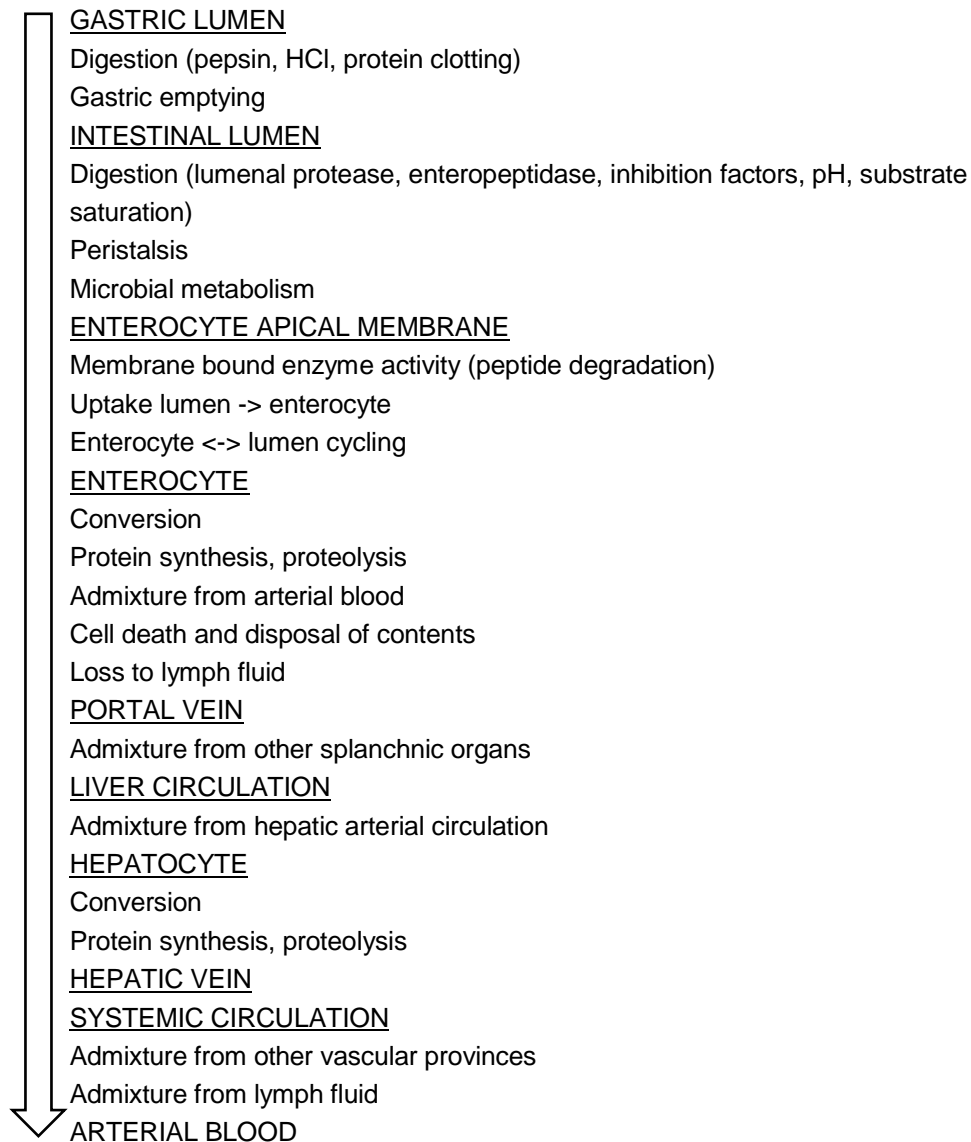 GASTRIC LUMEN
Digestion (pepsin, HCl, protein clotting)
Gastric emptying
INTESTINAL LUMEN
Digestion (lumenal protease, enteropeptidase, inhibition factors, pH, substrate
saturation)
Peristalsis
Microbial metabolism
ENTEROCYTE APICAL MEMBRANE
Membrane bound enzyme activity (peptide degradation)
Uptake lumen -> enterocyte
Enterocyte <-> lumen cycling
ENTEROCYTE
Conversion
Protein synthesis, proteolysis
Admixture from arterial blood
Cell death and disposal of contents
Loss to lymph fluid
PORTAL VEIN
Admixture from other splanchnic organs
LIVER CIRCULATION
Admixture from hepatic arterial circulation
HEPATOCYTE
Conversion
Protein synthesis, proteolysis
HEPATIC VEIN
SYSTEMIC CIRCULATION
Admixture from other vascular provinces
Admixture from lymph fluid
ARTERIAL BLOOD